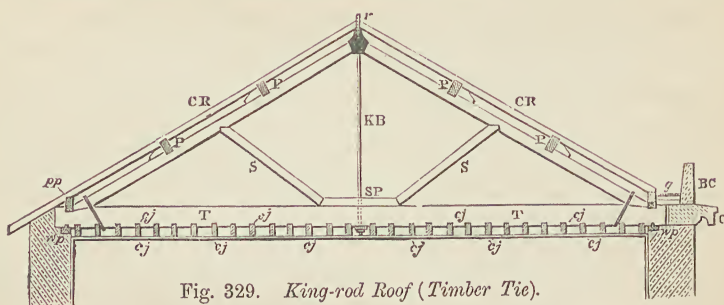 r
P P
CR CR
KB
P P
S S
pp SP g BC
cj T cj cj T cj C
wp wp
cj cj cj cj cj cj
Fig. 329. King-rod Roof (Timber Tie).